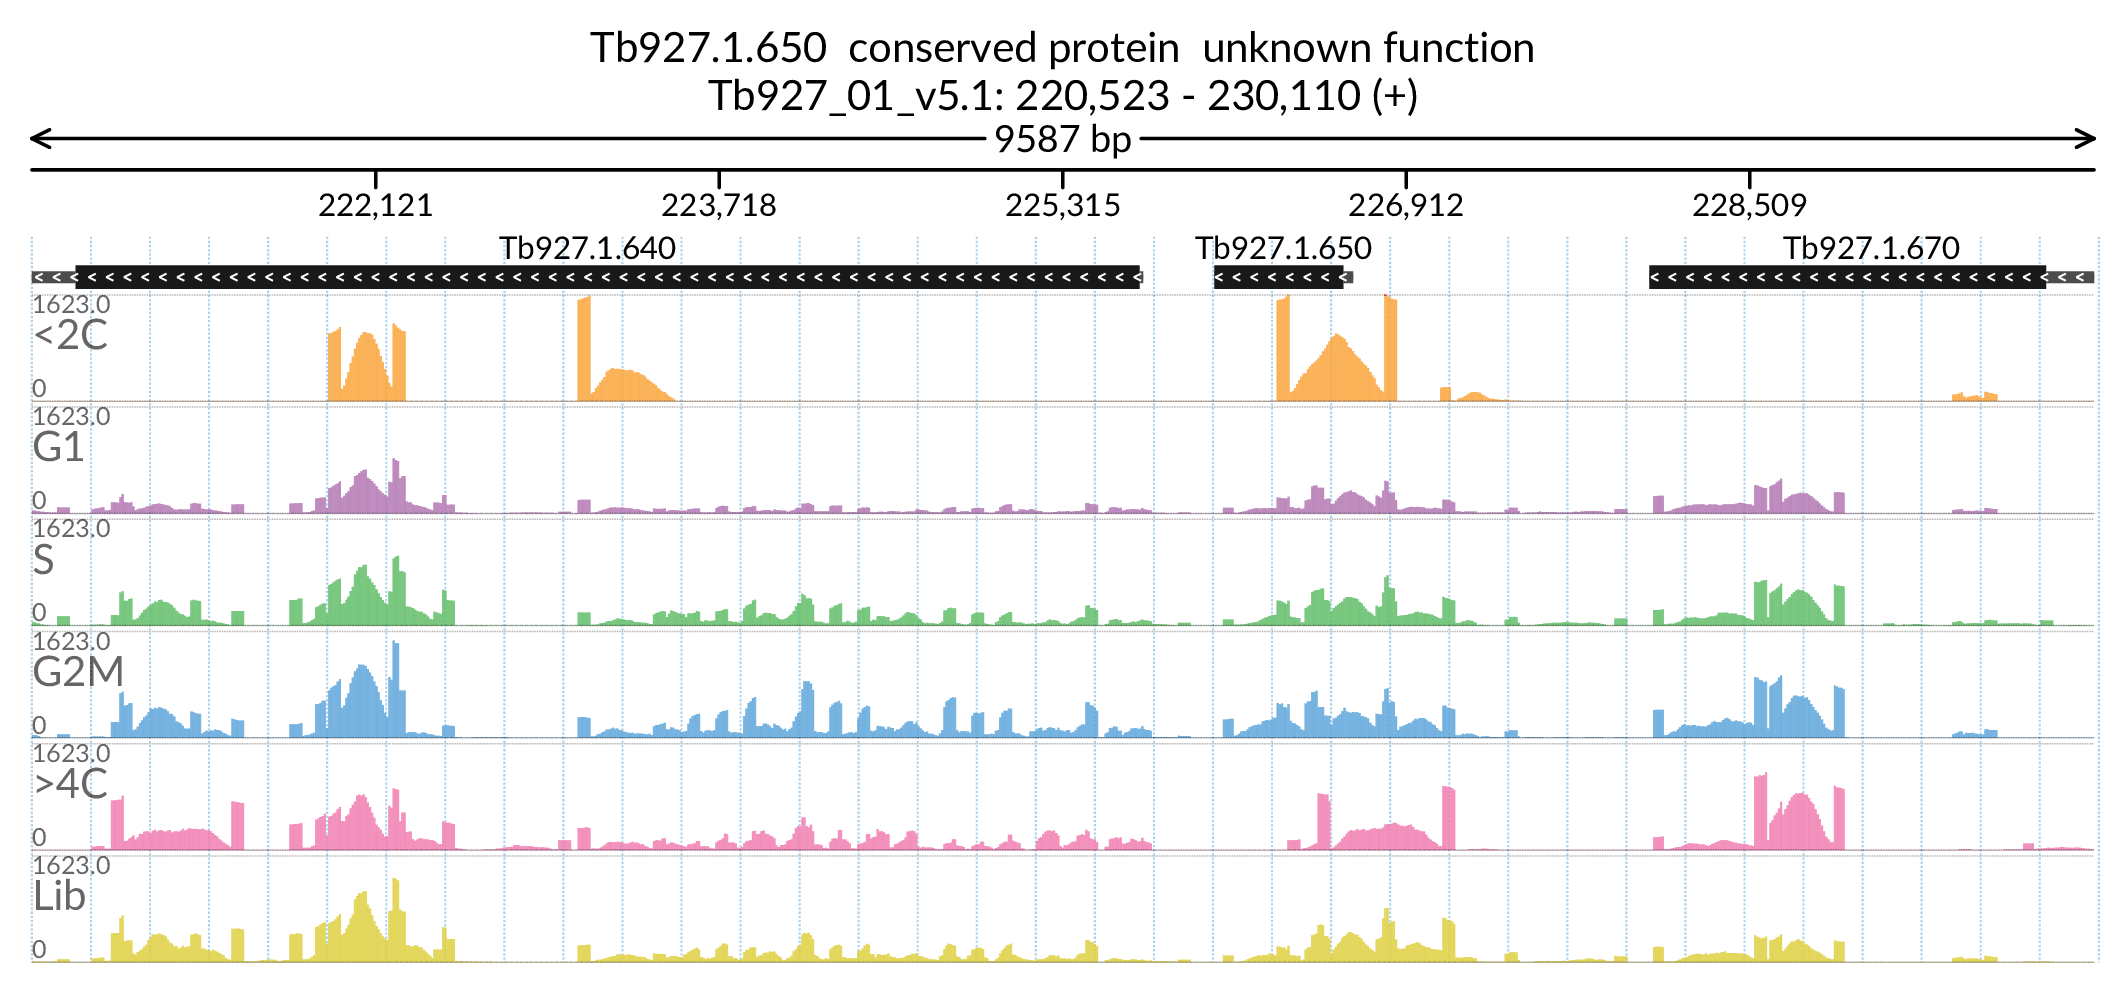 Tb927.1.650 conserved protein unknown function
Tb927_01_v5.1: 220,523 - 230,110 (+)
9587 bp
222,121 223,718 225,315 226,912 228,509
Tb927.1.640 Tb927.1.650 Tb927.1.670
1623.0
<2C
0
1623.0
G1
0
1623.0
S
0
1623.0
G2M
0
1623.0
>4C
0
1623.0
Lib
0